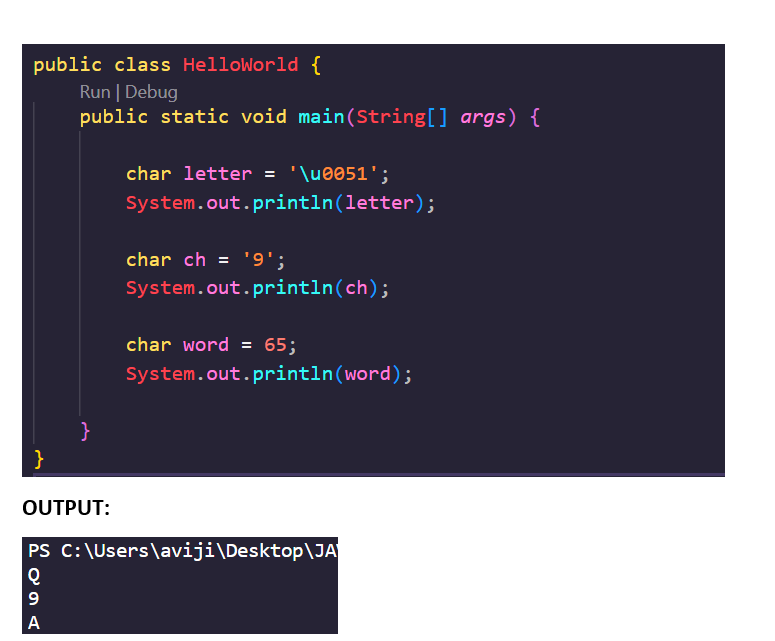 public class HelloWorld {
Run | Debug
public static void main(String[] args) {
char letter = '\u0051';
System.out.println(letter);
char ch = '9';
System.out.println(ch);
char word = 65;
System.out.println(word);
}
}
OUTPUT:
PS C:\Users\aviji\Desktop\JA
Q
9
A